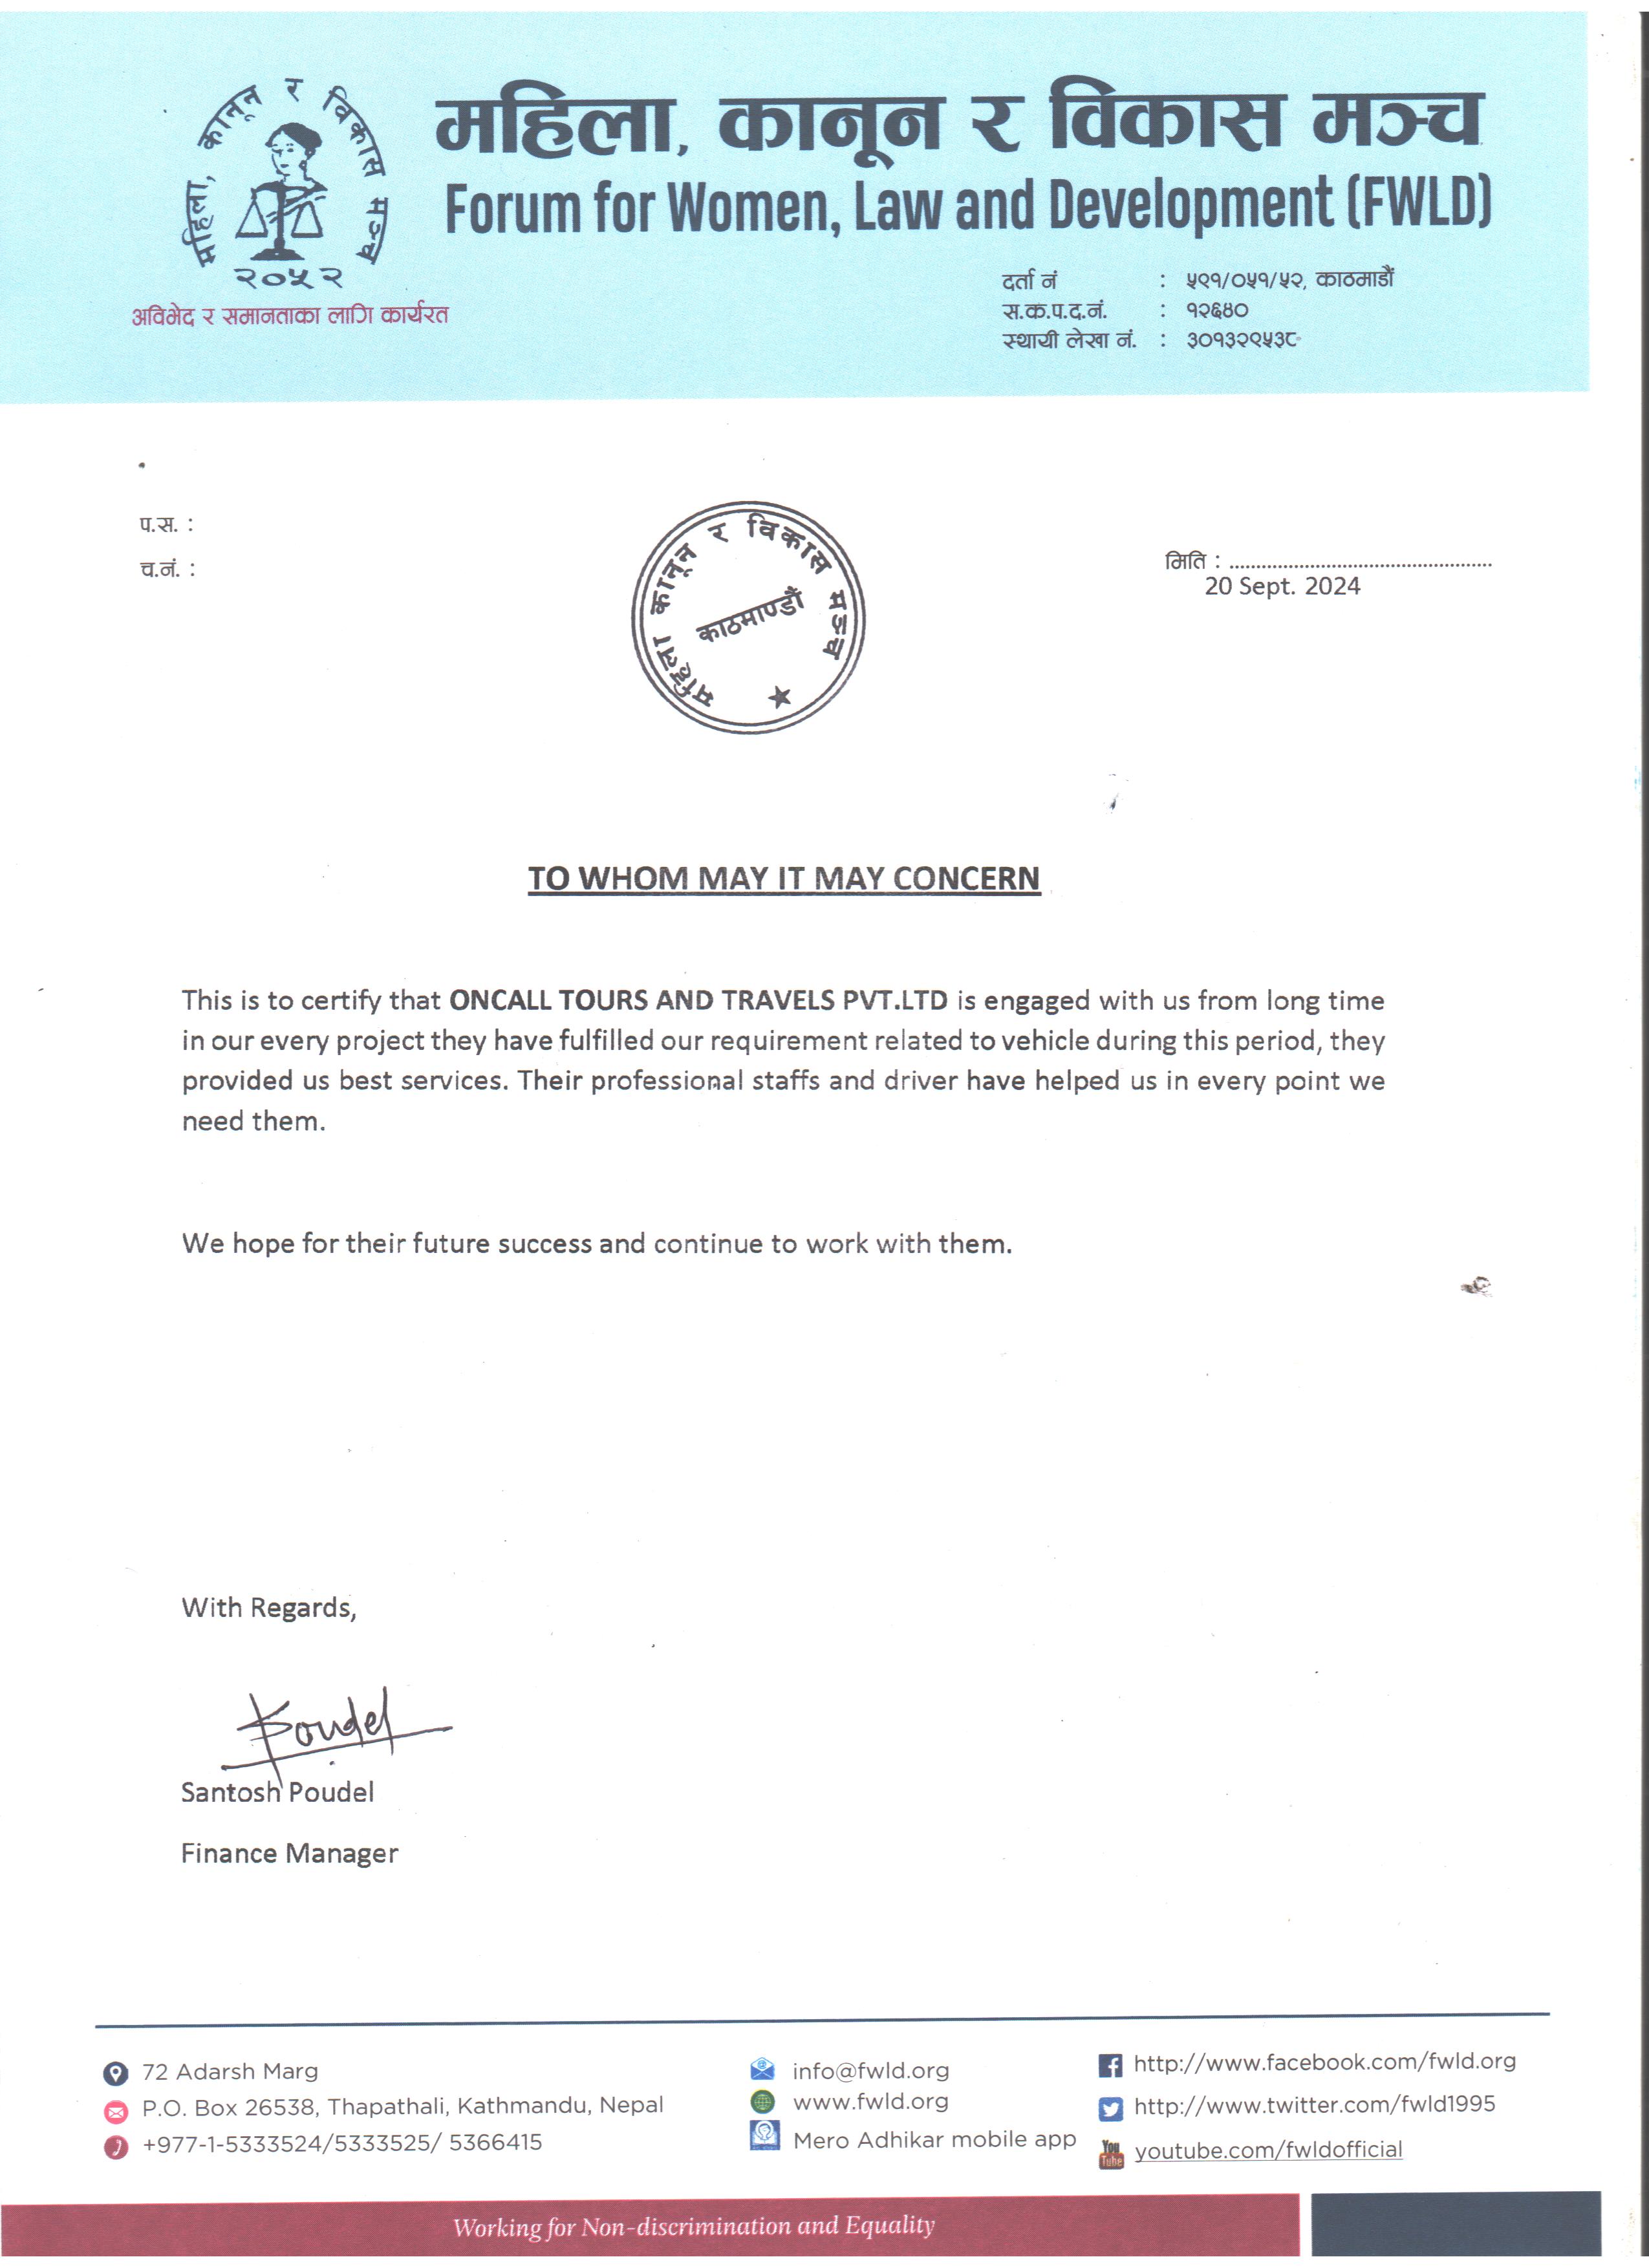 महिला, कानून र विकास मञ्च
२०५२
अविभेद र समानताका लागि कार्यरत
महिला, कानून र विकास मञ्च
Forum for Women, Law and Development (FWLD)
दर्ता नं : ५९१/०५१/५२, काठमाडौं
स.क.प.द.नं. : १२६४०
स्थायी लेखा नं. : ३०१३२९५३८
प.स. :
च.नं. :
महिला कानून र विकास मञ्च
काठमाण्डौं
मिति : ................................................
20 Sept. 2024
TO WHOM MAY IT MAY CONCERN
This is to certify that ONCALL TOURS AND TRAVELS PVT.LTD is engaged with us from long time
in our every project they have fulfilled our requirement related to vehicle during this period, they
provided us best services. Their professional staffs and driver have helped us in every point we
need them.
We hope for their future success and continue to work with them.
With Regards,
Poudel
Santosh Poudel
Finance Manager
72 Adarsh Marg
P.O. Box 26538, Thapathali, Kathmandu, Nepal
+977-1-5333524/5333525/ 5366415
info@fwld.org
www.fwld.org
Mero Adhikar mobile app
http://www.facebook.com/fwld.org
http://www.twitter.com/fwld1995
You Tube youtube.com/fwldofficial
Working for Non-discrimination and Equality